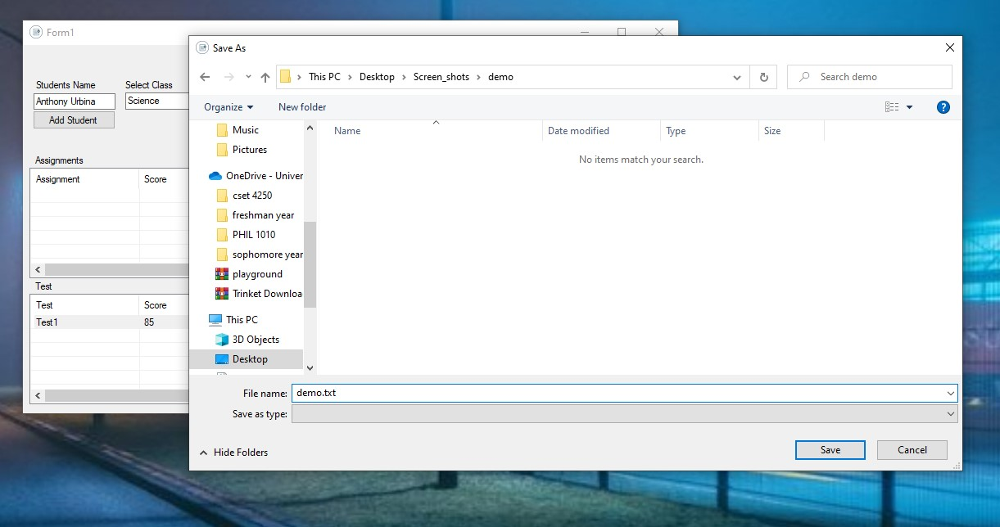 Form1
Students Name
Select Class
Anthony Urbina
Science
Add Student
Assignments
Assignment Score
Test
Test Score
Test1 85
Save As
This PC Desktop Screen_shots demo
Search demo
Organize New folder
Music
Pictures
OneDrive - Univer
cset 4250
freshman year
PHIL 1010
sophomore year
playground
Trinket Downloa
This PC
3D Objects
Desktop
Name Date modified Type Size
No items match your search.
File name: demo.txt
Save as type:
Hide Folders
Save
Cancel